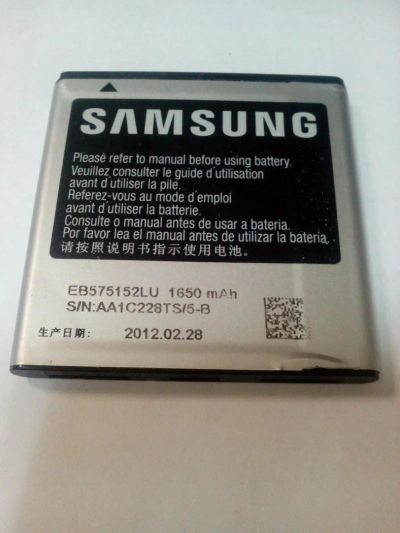 SAMSUNG
Please refer to manual before using battery.
Veuillez consulter le guide d'utilisation
avant d'utiliser la pile.
Referez-vous au mode d'emploi
avant d'utiliser la batterie.
Consulte o manual antes de usar a bateria.
Por favor lea el manual antes de utilizar la batería.
请按照说明书指示使用电池。
EB575152LU 1650 mAh
S/N:AA1C228TS/5-B
生产日期: 2012.02.28